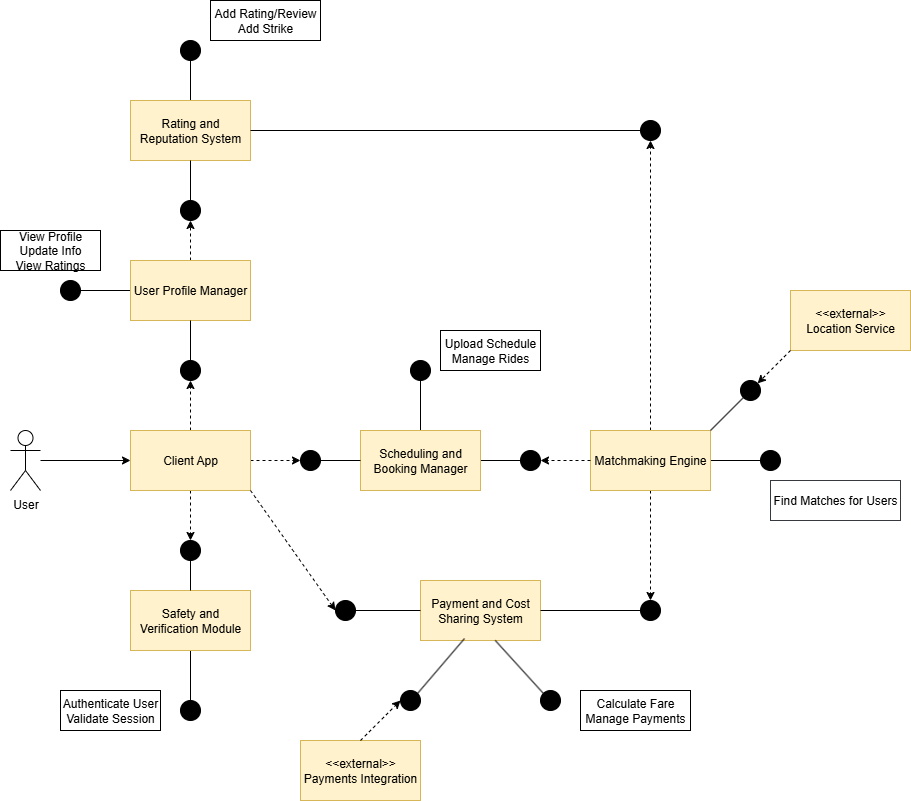 Add Rating/Review
Add Strike
Rating and
Reputation System
View Profile
Update Info
View Ratings
User Profile Manager
<<external>>
Location Service
Upload Schedule
Manage Rides
User
Client App
Scheduling and
Booking Manager
Matchmaking Engine
Find Matches for Users
Safety and
Verification Module
Payment and Cost
Sharing System
Authenticate User
Validate Session
Calculate Fare
Manage Payments
<<external>>
Payments Integration